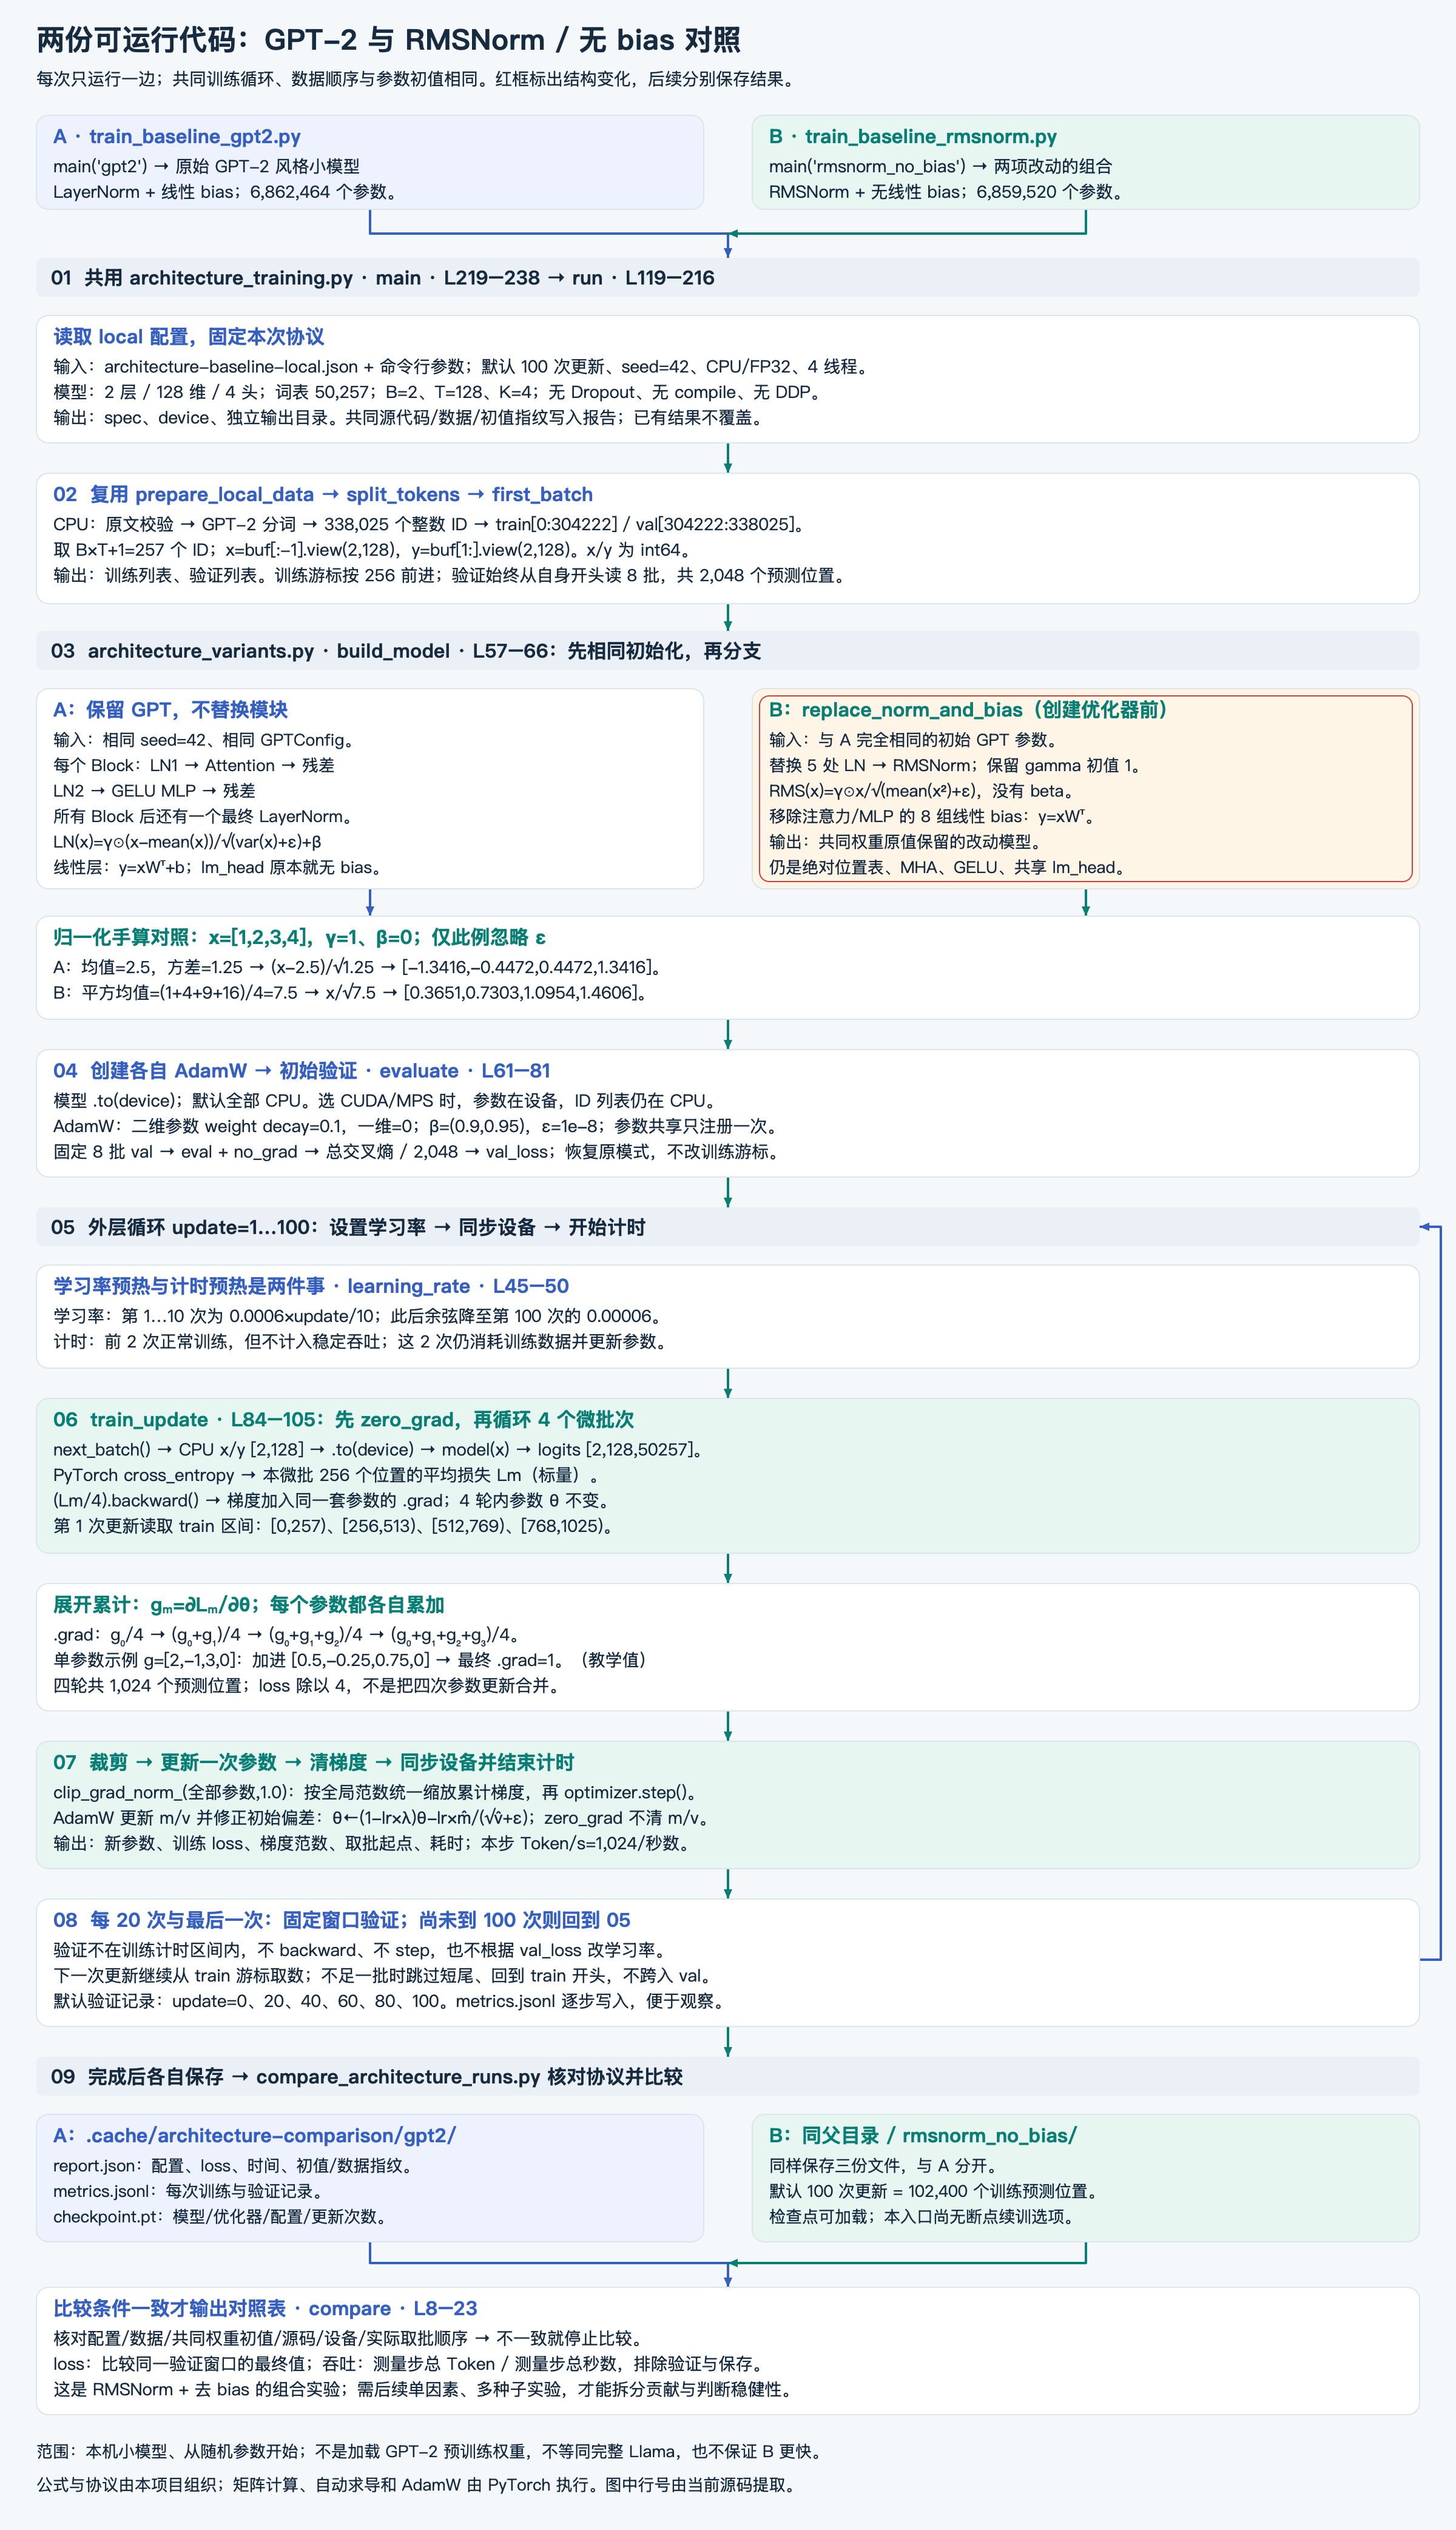 两份可运行代码：GPT-2 与 RMSNorm / 无 bias 对照
每次只运行一边；共同训练循环、数据顺序与参数初值相同。红框标出结构变化，后续分别保存结果。
A · train_baseline_gpt2.py
main('gpt2') → 原始 GPT-2 风格小模型
LayerNorm + 线性 bias；6,862,464 个参数。
B · train_baseline_rmsnorm.py
main('rmsnorm_no_bias') → 两项改动的组合
RMSNorm + 无线性 bias；6,859,520 个参数。
01 共用 architecture_training.py · main · L219—238 → run · L119—216
读取 local 配置，固定本次协议
输入：architecture-baseline-local.json + 命令行参数；默认 100 次更新、seed=42、CPU/FP32、4 线程。
模型：2 层 / 128 维 / 4 头；词表 50,257；B=2、T=128、K=4；无 Dropout、无 compile、无 DDP。
输出：spec、device、独立输出目录。共同源代码/数据/初值指纹写入报告；已有结果不覆盖。
02 复用 prepare_local_data → split_tokens → first_batch
CPU：原文校验 → GPT-2 分词 → 338,025 个整数 ID → train[0:304222] / val[304222:338025]。
取 B×T+1=257 个 ID；x=buf[:-1].view(2,128)，y=buf[1:].view(2,128)。x/y 为 int64。
输出：训练列表、验证列表。训练游标按 256 前进；验证始终从自身开头读 8 批，共 2,048 个预测位置。
03 architecture_variants.py · build_model · L57—66：先相同初始化，再分支
A：保留 GPT，不替换模块
输入：相同 seed=42、相同 GPTConfig。
每个 Block：LN1 → Attention → 残差
LN2 → GELU MLP → 残差
所有 Block 后还有一个最终 LayerNorm。
LN(x)=γ⊙(x−mean(x))/√(var(x)+ε)+β
线性层：y=xWᵀ+b；lm_head 原本就无 bias。
B：replace_norm_and_bias（创建优化器前）
输入：与 A 完全相同的初始 GPT 参数。
替换 5 处 LN → RMSNorm；保留 gamma 初值 1。
RMS(x)=γ⊙x/√(mean(x²)+ε)，没有 beta。
移除注意力/MLP 的 8 组线性 bias：y=xWᵀ。
输出：共同权重原值保留的改动模型。
仍是绝对位置表、MHA、GELU、共享 lm_head。
归一化手算对照：x=[1,2,3,4]，γ=1、β=0；仅此例忽略 ε
A：均值=2.5，方差=1.25 → (x−2.5)/√1.25 → [−1.3416,−0.4472,0.4472,1.3416]。
B：平方均值=(1+4+9+16)/4=7.5 → x/√7.5 → [0.3651,0.7303,1.0954,1.4606]。
04 创建各自 AdamW → 初始验证 · evaluate · L61—81
模型 .to(device)；默认全部 CPU。选 CUDA/MPS 时，参数在设备，ID 列表仍在 CPU。
AdamW：二维参数 weight decay=0.1，一维=0；β=(0.9,0.95)，ε=1e-8；参数共享只注册一次。
固定 8 批 val → eval + no_grad → 总交叉熵 / 2,048 → val_loss；恢复原模式，不改训练游标。
05 外层循环 update=1…100：设置学习率 → 同步设备 → 开始计时
学习率预热与计时预热是两件事 · learning_rate · L45—50
学习率：第 1…10 次为 0.0006×update/10；此后余弦降至第 100 次的 0.00006。
计时：前 2 次正常训练，但不计入稳定吞吐；这 2 次仍消耗训练数据并更新参数。
06 train_update · L84—105：先 zero_grad，再循环 4 个微批次
next_batch() → CPU x/y [2,128] → .to(device) → model(x) → logits [2,128,50257]。
PyTorch cross_entropy → 本微批 256 个位置的平均损失 Lm（标量）。
(Lm/4).backward() → 梯度加入同一套参数的 .grad；4 轮内参数 θ 不变。
第 1 次更新读取 train 区间：[0,257)、[256,513)、[512,769)、[768,1025)。
展开累计：gₘ=∂Lₘ/∂θ；每个参数都各自累加
.grad：g₀/4 → (g₀+g₁)/4 → (g₀+g₁+g₂)/4 → (g₀+g₁+g₂+g₃)/4。
单参数示例 g=[2,−1,3,0]：加进 [0.5,−0.25,0.75,0] → 最终 .grad=1。（教学值）
四轮共 1,024 个预测位置；loss 除以 4，不是把四次参数更新合并。
07 裁剪 → 更新一次参数 → 清梯度 → 同步设备并结束计时
clip_grad_norm_(全部参数,1.0)：按全局范数统一缩放累计梯度，再 optimizer.step()。
AdamW 更新 m/v 并修正初始偏差：θ←(1−lr×λ)θ−lr×m̂/(√v̂+ε)；zero_grad 不清 m/v。
输出：新参数、训练 loss、梯度范数、取批起点、耗时；本步 Token/s=1,024/秒数。
08 每 20 次与最后一次：固定窗口验证；尚未到 100 次则回到 05
验证不在训练计时区间内，不 backward、不 step，也不根据 val_loss 改学习率。
下一次更新继续从 train 游标取数；不足一批时跳过短尾、回到 train 开头，不跨入 val。
默认验证记录：update=0、20、40、60、80、100。metrics.jsonl 逐步写入，便于观察。
09 完成后各自保存 → compare_architecture_runs.py 核对协议并比较
A：.cache/architecture-comparison/gpt2/
report.json：配置、loss、时间、初值/数据指纹。
metrics.jsonl：每次训练与验证记录。
checkpoint.pt：模型/优化器/配置/更新次数。
B：同父目录 / rmsnorm_no_bias/
同样保存三份文件，与 A 分开。
默认 100 次更新 = 102,400 个训练预测位置。
检查点可加载；本入口尚无断点续训选项。
比较条件一致才输出对照表 · compare · L8—23
核对配置/数据/共同权重初值/源码/设备/实际取批顺序 → 不一致就停止比较。
loss：比较同一验证窗口的最终值；吞吐：测量步总 Token / 测量步总秒数，排除验证与保存。
这是 RMSNorm + 去 bias 的组合实验；需后续单因素、多种子实验，才能拆分贡献与判断稳健性。
范围：本机小模型、从随机参数开始；不是加载 GPT-2 预训练权重，不等同完整 Llama，也不保证 B 更快。
公式与协议由本项目组织；矩阵计算、自动求导和 AdamW 由 PyTorch 执行。图中行号由当前源码提取。